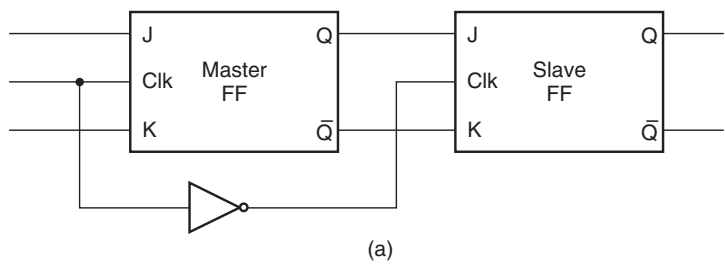 J Q J Q
Clk Master FF Clk Slave FF
K Q̅ K Q̅
(a)